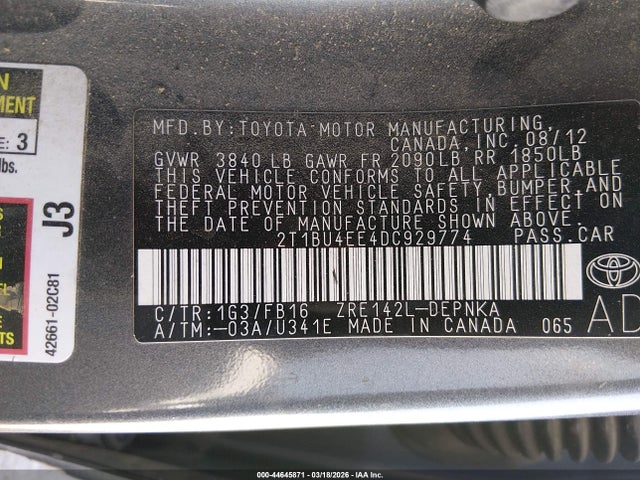 MENT
E: 3
lbs.
J3
42661-02C81
MFD. BY: TOYOTA MOTOR MANUFACTURING,
CANADA, INC. 08/12
GVWR 3840 LB GAWR FR 2090LB RR 1850LB
THIS VEHICLE CONFORMS TO ALL APPLICABLE
FEDERAL MOTOR VEHICLE SAFETY, BUMPER, AND
THEFT PREVENTION STANDARDS IN EFFECT ON
THE DATE OF MANUFACTURE SHOWN ABOVE.
2T1BU4EE4DC929774 PASS. CAR
C/TR: 1G3/FB16 ZRE142L-DEPNKA
A/TM: -03A/U341E MADE IN CANADA 065
AD
TOYOTA
000-44645871 | 03/18/2026 | IAA Inc.